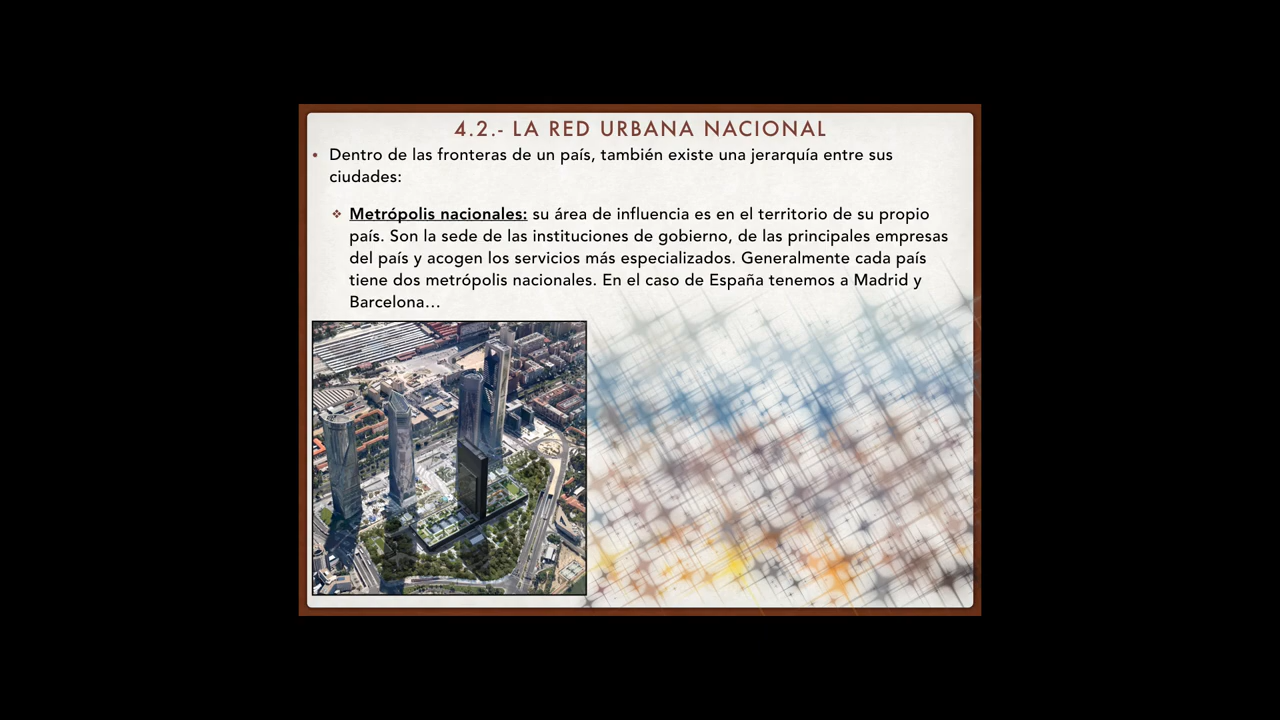 4.2.- LA RED URBANA NACIONAL
• Dentro de las fronteras de un país, también existe una jerarquía entre sus
ciudades:
❖ Metrópolis nacionales: su área de influencia es en el territorio de su propio
país. Son la sede de las instituciones de gobierno, de las principales empresas
del país y acogen los servicios más especializados. Generalmente cada país
tiene dos metrópolis nacionales. En el caso de España tenemos a Madrid y
Barcelona…